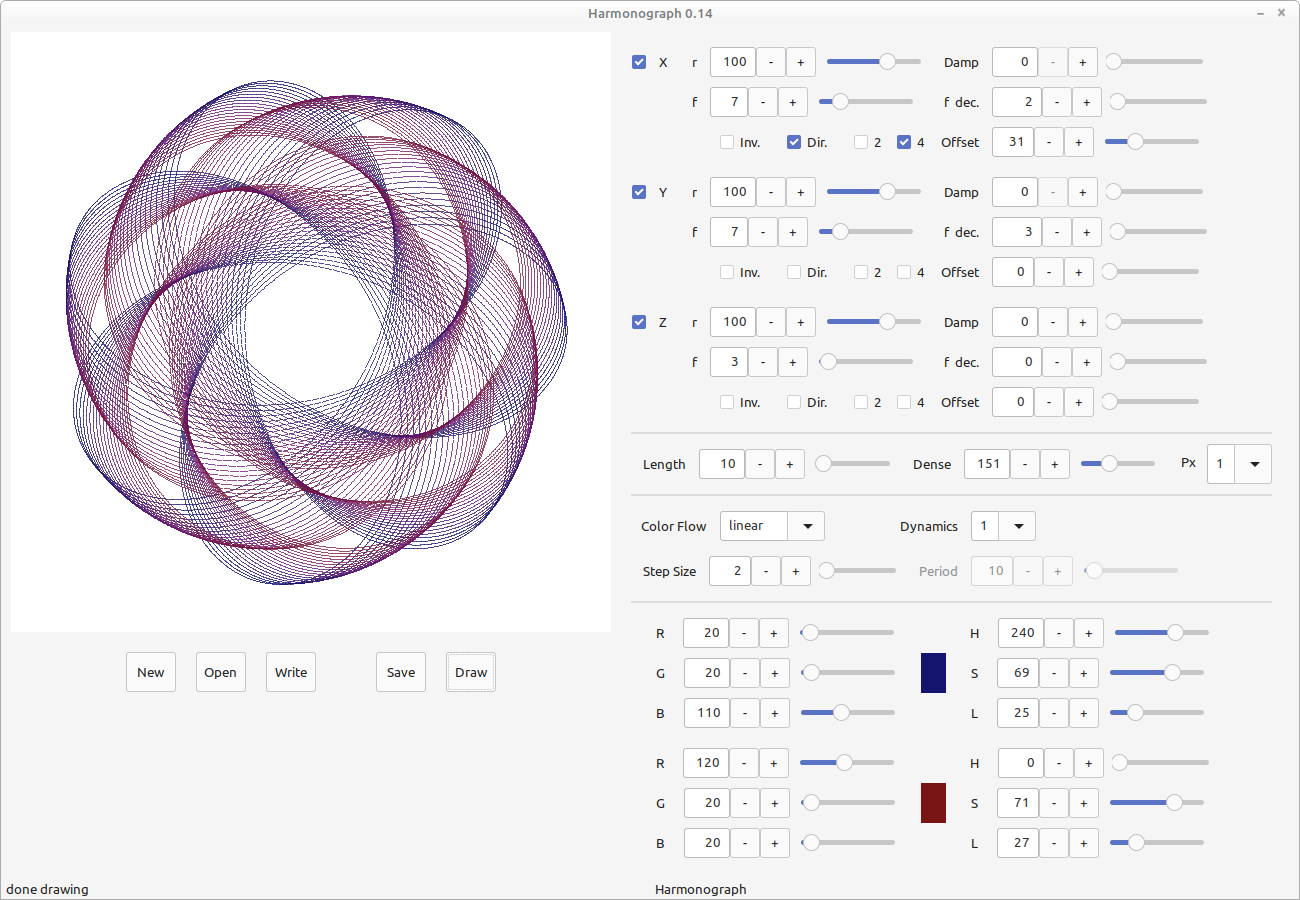 Harmonograph 0.14
X r 100 - + Damp 0 - +
f 7 - + f dec. 2 - +
Inv. Dir. 2 4 Offset 31 - +
Y r 100 - + Damp 0 - +
f 7 - + f dec. 3 - +
Inv. Dir. 2 4 Offset 0 - +
Z r 100 - + Damp 0 - +
f 3 - + f dec. 0 - +
Inv. Dir. 2 4 Offset 0 - +
Length 10 - + Dense 151 - + Px 1
Color Flow linear Dynamics 1
Step Size 2 - + Period 10 - +
R 20 - + H 240 - +
G 20 - + S 69 - +
B 110 - + L 25 - +
R 120 - + H 0 - +
G 20 - + S 71 - +
B 20 - + L 27 - +
New Open Write Save Draw
done drawing Harmonograph